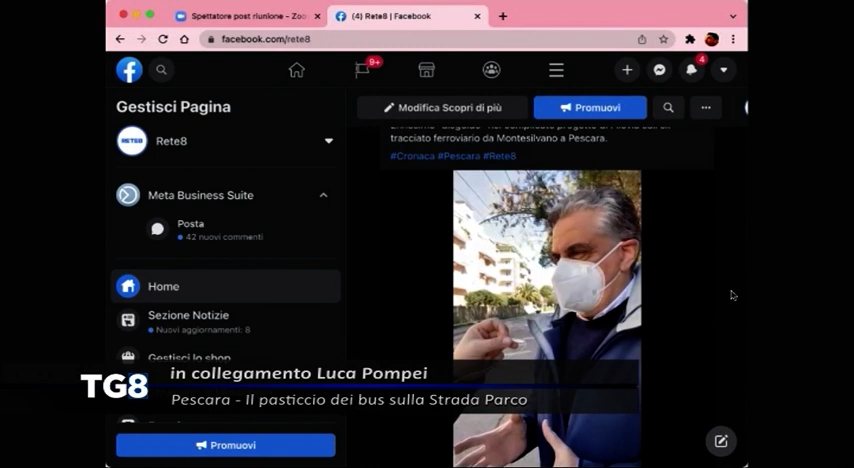 Spettatore post riunione - Zoo
(4) Rete8 | Facebook
facebook.com/rete8
9+
4
Gestisci Pagina
Modifica Scopri di più
Promuovi
RETE8
Rete8
tracciato ferroviario da Montesilvano a Pescara.
#Cronaca #Pescara #Rete8
Meta Business Suite
Posta
42 nuovi commenti
Home
Sezione Notizie
Nuovi aggiornamenti: 8
Gestisci lo shop
TG8
in collegamento Luca Pompei
Pescara - Il pasticcio dei bus sulla Strada Parco
Promuovi